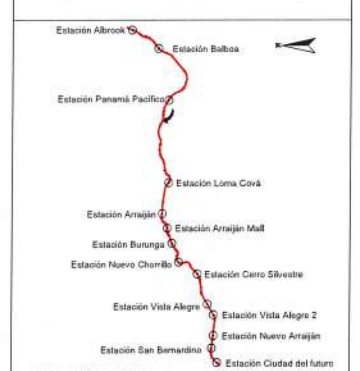 Estación Albrook
Estación Balboa
Estación Panamá Pacífico
Estación Loma Cová
Estación Arraiján
Estación Arraiján Mall
Estación Burunga
Estación Nuevo Chorrillo
Estación Cerro Silvestre
Estación Vista Alegre
Estación Vista Alegre 2
Estación Nuevo Arraiján
Estación San Bernardino
Estación Ciudad del futuro